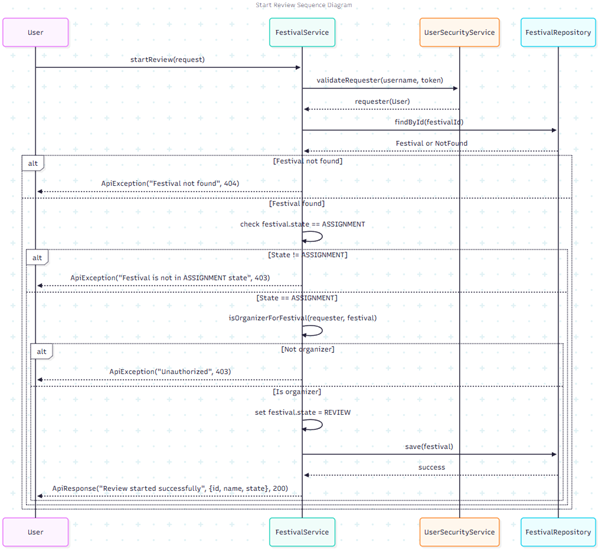 Start Review Sequence Diagram
User
FestivalService
UserSecurityService
FestivalRepository
startReview(request)
validateRequester(username, token)
requester(User)
findById(festivalId)
Festival or NotFound
alt
[Festival not found]
ApiException("Festival not found", 404)
[Festival found]
check festival.state == ASSIGNMENT
alt
[State != ASSIGNMENT]
ApiException("Festival is not in ASSIGNMENT state", 403)
[State == ASSIGNMENT]
isOrganizerForFestival(requester, festival)
alt
[Not organizer]
ApiException("Unauthorized", 403)
[Is organizer]
set festival.state = REVIEW
save(festival)
success
ApiResponse("Review started successfully", {id, name, state}, 200)
User
FestivalService
UserSecurityService
FestivalRepository